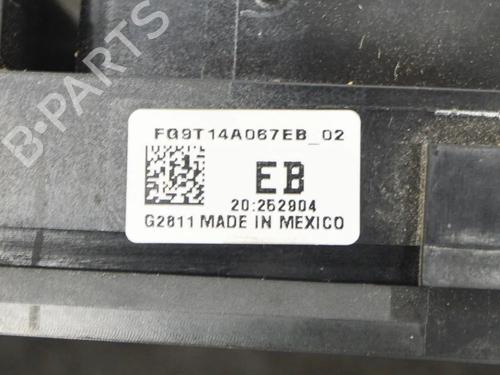 B-PARTS
FG9T14A067EB_02
EB
20:252904
G2811 MADE IN MEXICO